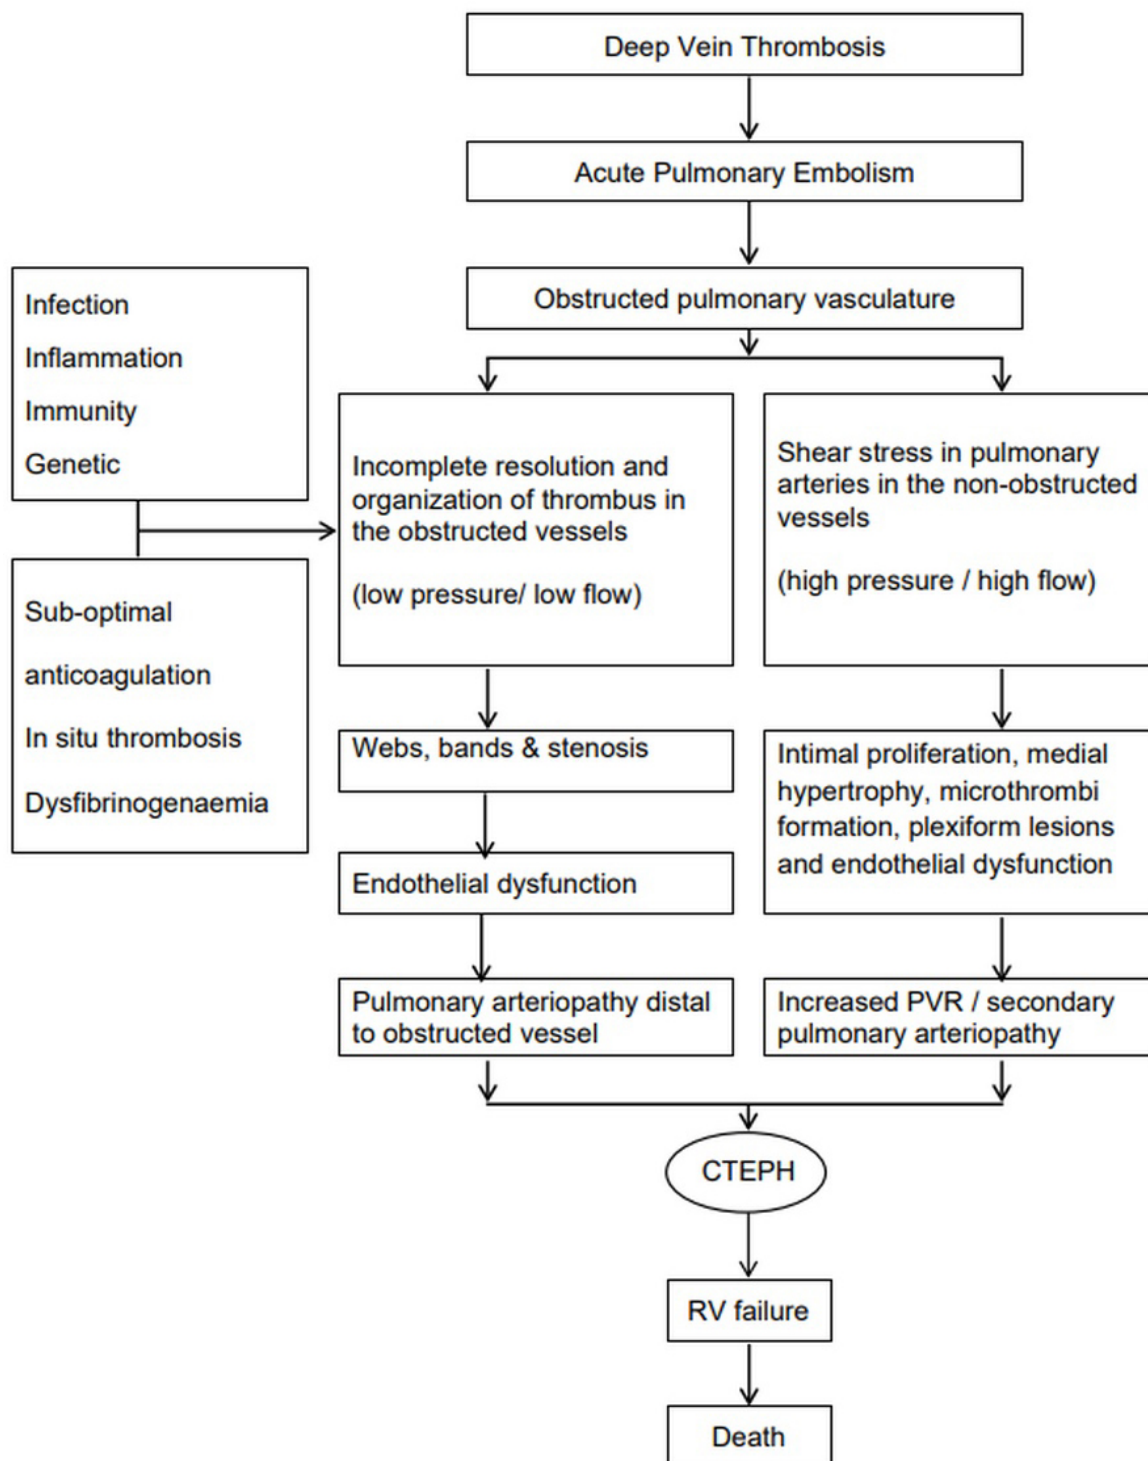 Deep Vein Thrombosis
Acute Pulmonary Embolism
Obstructed pulmonary vasculature
Infection
Inflammation
Immunity
Genetic
Sub-optimal
anticoagulation
In situ thrombosis
Dysfibrinogenaemia
Incomplete resolution and
organization of thrombus in
the obstructed vessels
(low pressure/ low flow)
Shear stress in pulmonary
arteries in the non-obstructed
vessels
(high pressure / high flow)
Webs, bands & stenosis
Intimal proliferation, medial
hypertrophy, microthrombi
formation, plexiform lesions
and endothelial dysfunction
Endothelial dysfunction
Pulmonary arteriopathy distal
to obstructed vessel
Increased PVR / secondary
pulmonary arteriopathy
CTEPH
RV failure
Death